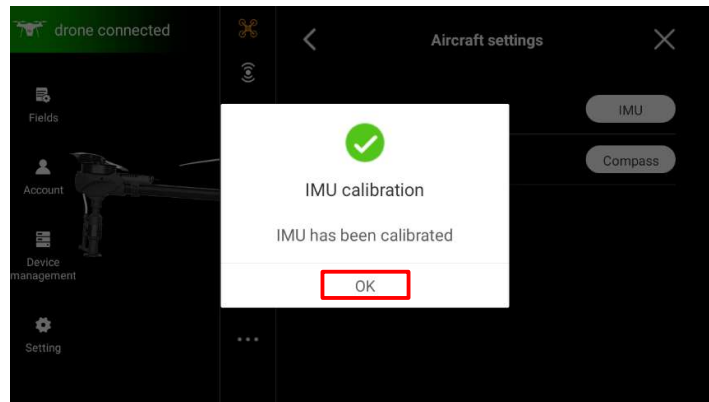 drone connected
Aircraft settings
Fields
IMU
Account
Compass
IMU calibration
IMU has been calibrated
OK
Device
management
Setting